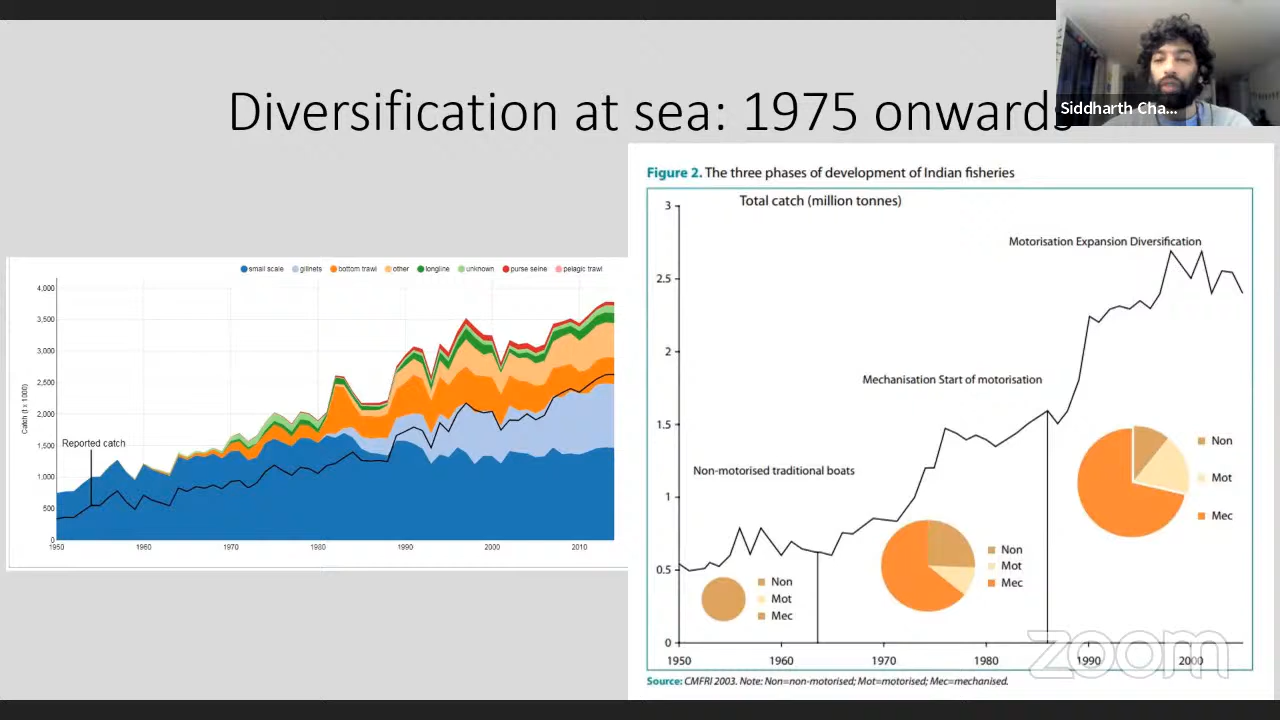 Diversification at sea: 1975 onwards
Siddharth Cha...
small scale gillnets bottom trawl other longline unknown purse seine pelagic trawl
4,000
3,500
3,000
2,500
2,000
1,500
1,000
500
0
Catch (t x 1000)
Reported catch
1950 1960 1970 1980 1990 2000 2010
Figure 2. The three phases of development of Indian fisheries
Total catch (million tonnes)
3
2.5
2
1.5
1
0.5
0
Motorisation Expansion Diversification
Mechanisation Start of motorisation
Non-motorised traditional boats
Non
Mot
Mec
Non
Mot
Mec
Non
Mot
Mec
1950 1960 1970 1980 1990 2000
Source: CMFRI 2003. Note: Non=non-motorised; Mot=motorised; Mec=mechanised.
zoom